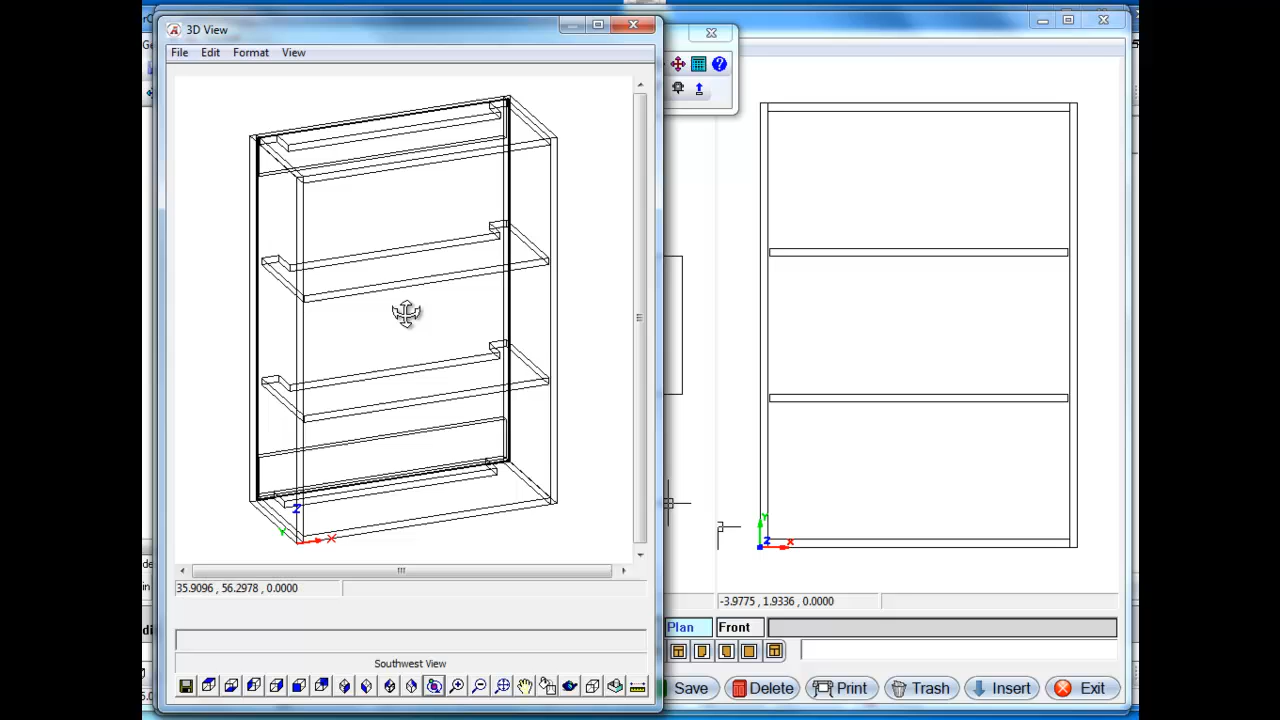 3D View
File Edit Format View
Z
Y
X
35.9096 , 56.2978 , 0.0000
Southwest View
Y
Z
X
-3.9775 , 1.9336 , 0.0000
Plan Front
Save Delete Print Trash Insert Exit